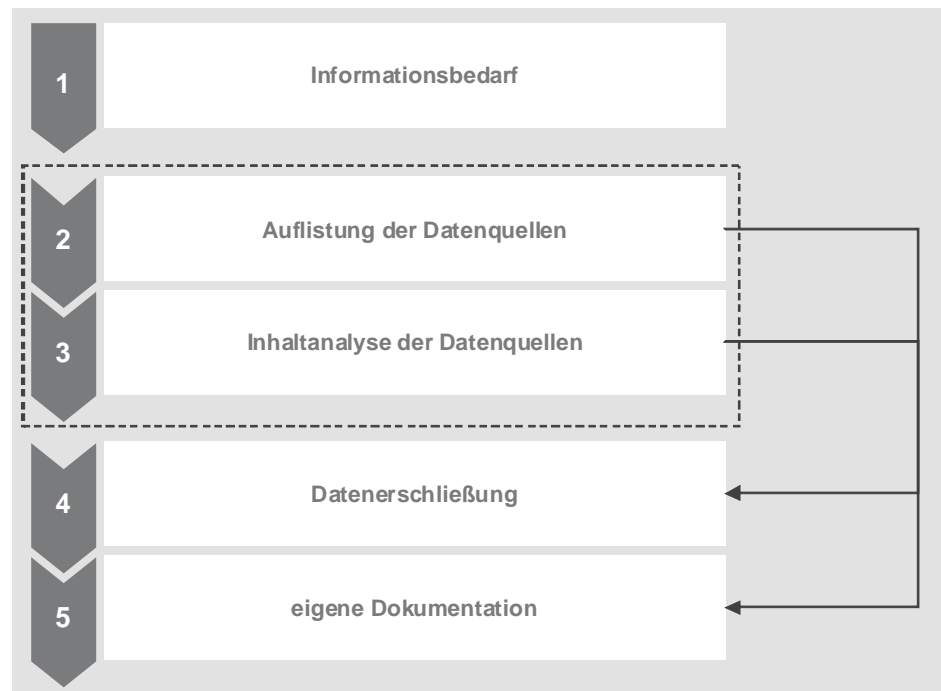 1
Informationsbedarf
2
Auflistung der Datenquellen
3
Inhaltanalyse der Datenquellen
4
Datenerschließung
5
eigene Dokumentation